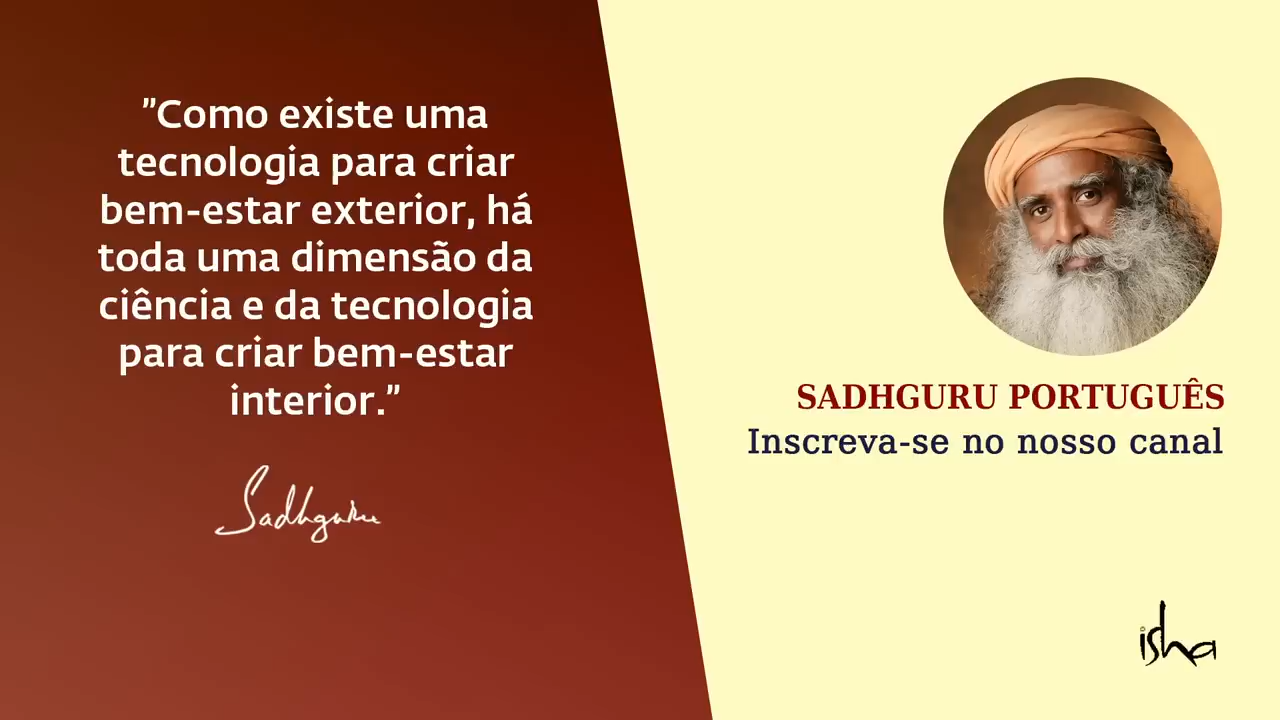 "Como existe uma
tecnologia para criar
bem-estar exterior, há
toda uma dimensão da
ciência e da tecnologia
para criar bem-estar
interior."
Sadhguru
SADHGURU PORTUGUÊS
Inscreva-se no nosso canal
isha